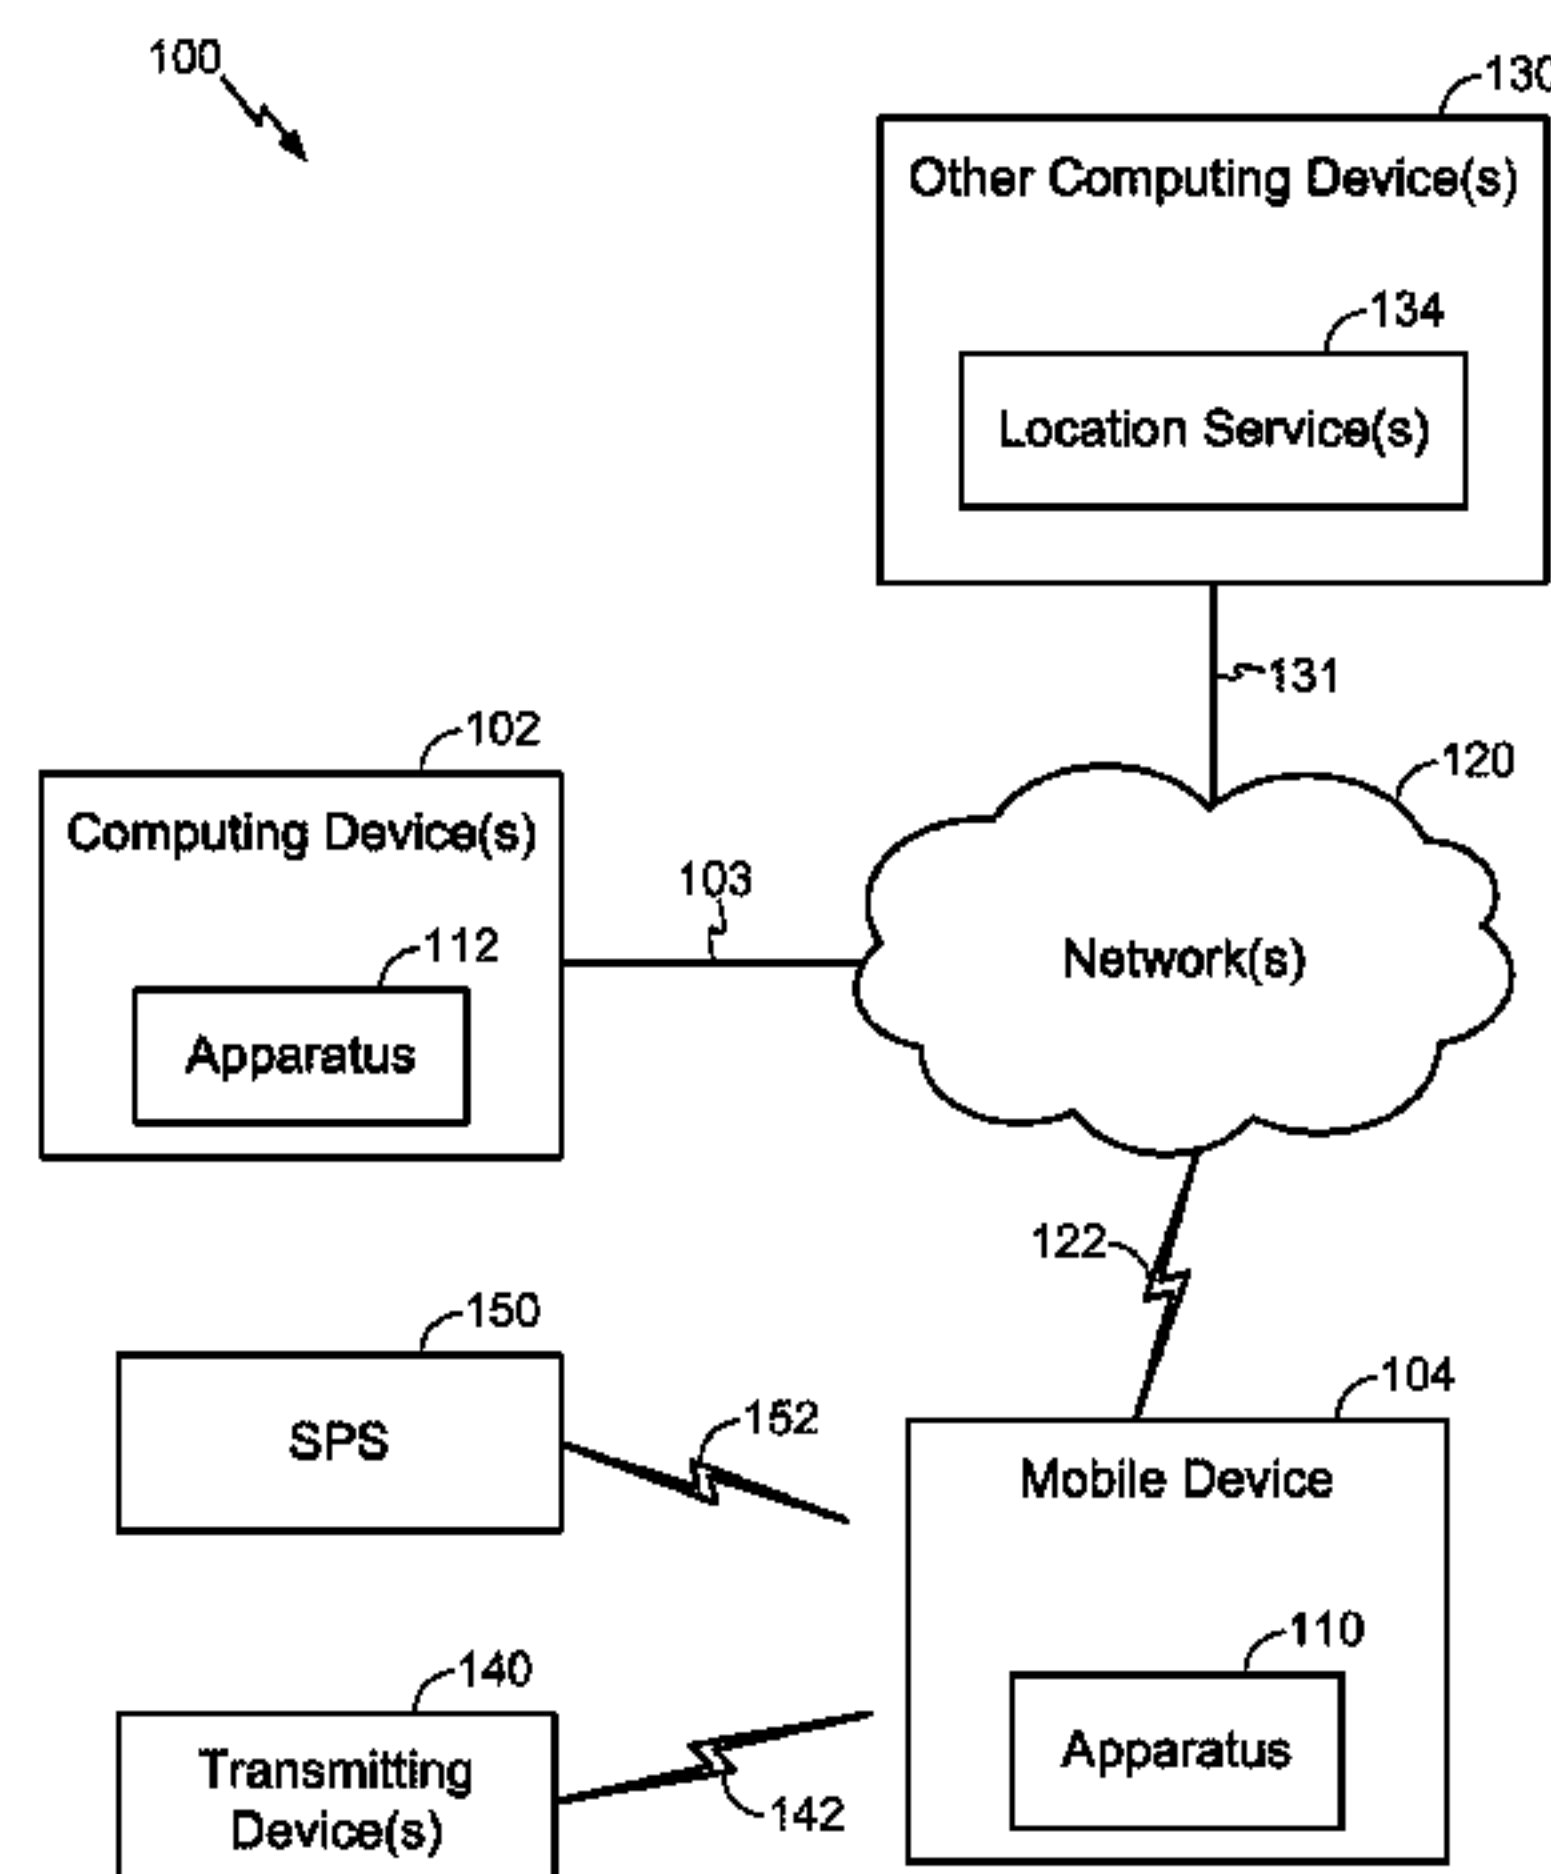 100
130
Other Computing Device(s)
134
Location Service(s)
131
102
120
Computing Device(s)
103
112
Network(s)
Apparatus
122
150
104
152
SPS
Mobile Device
110
140
Apparatus
Transmitting
Device(s)
142